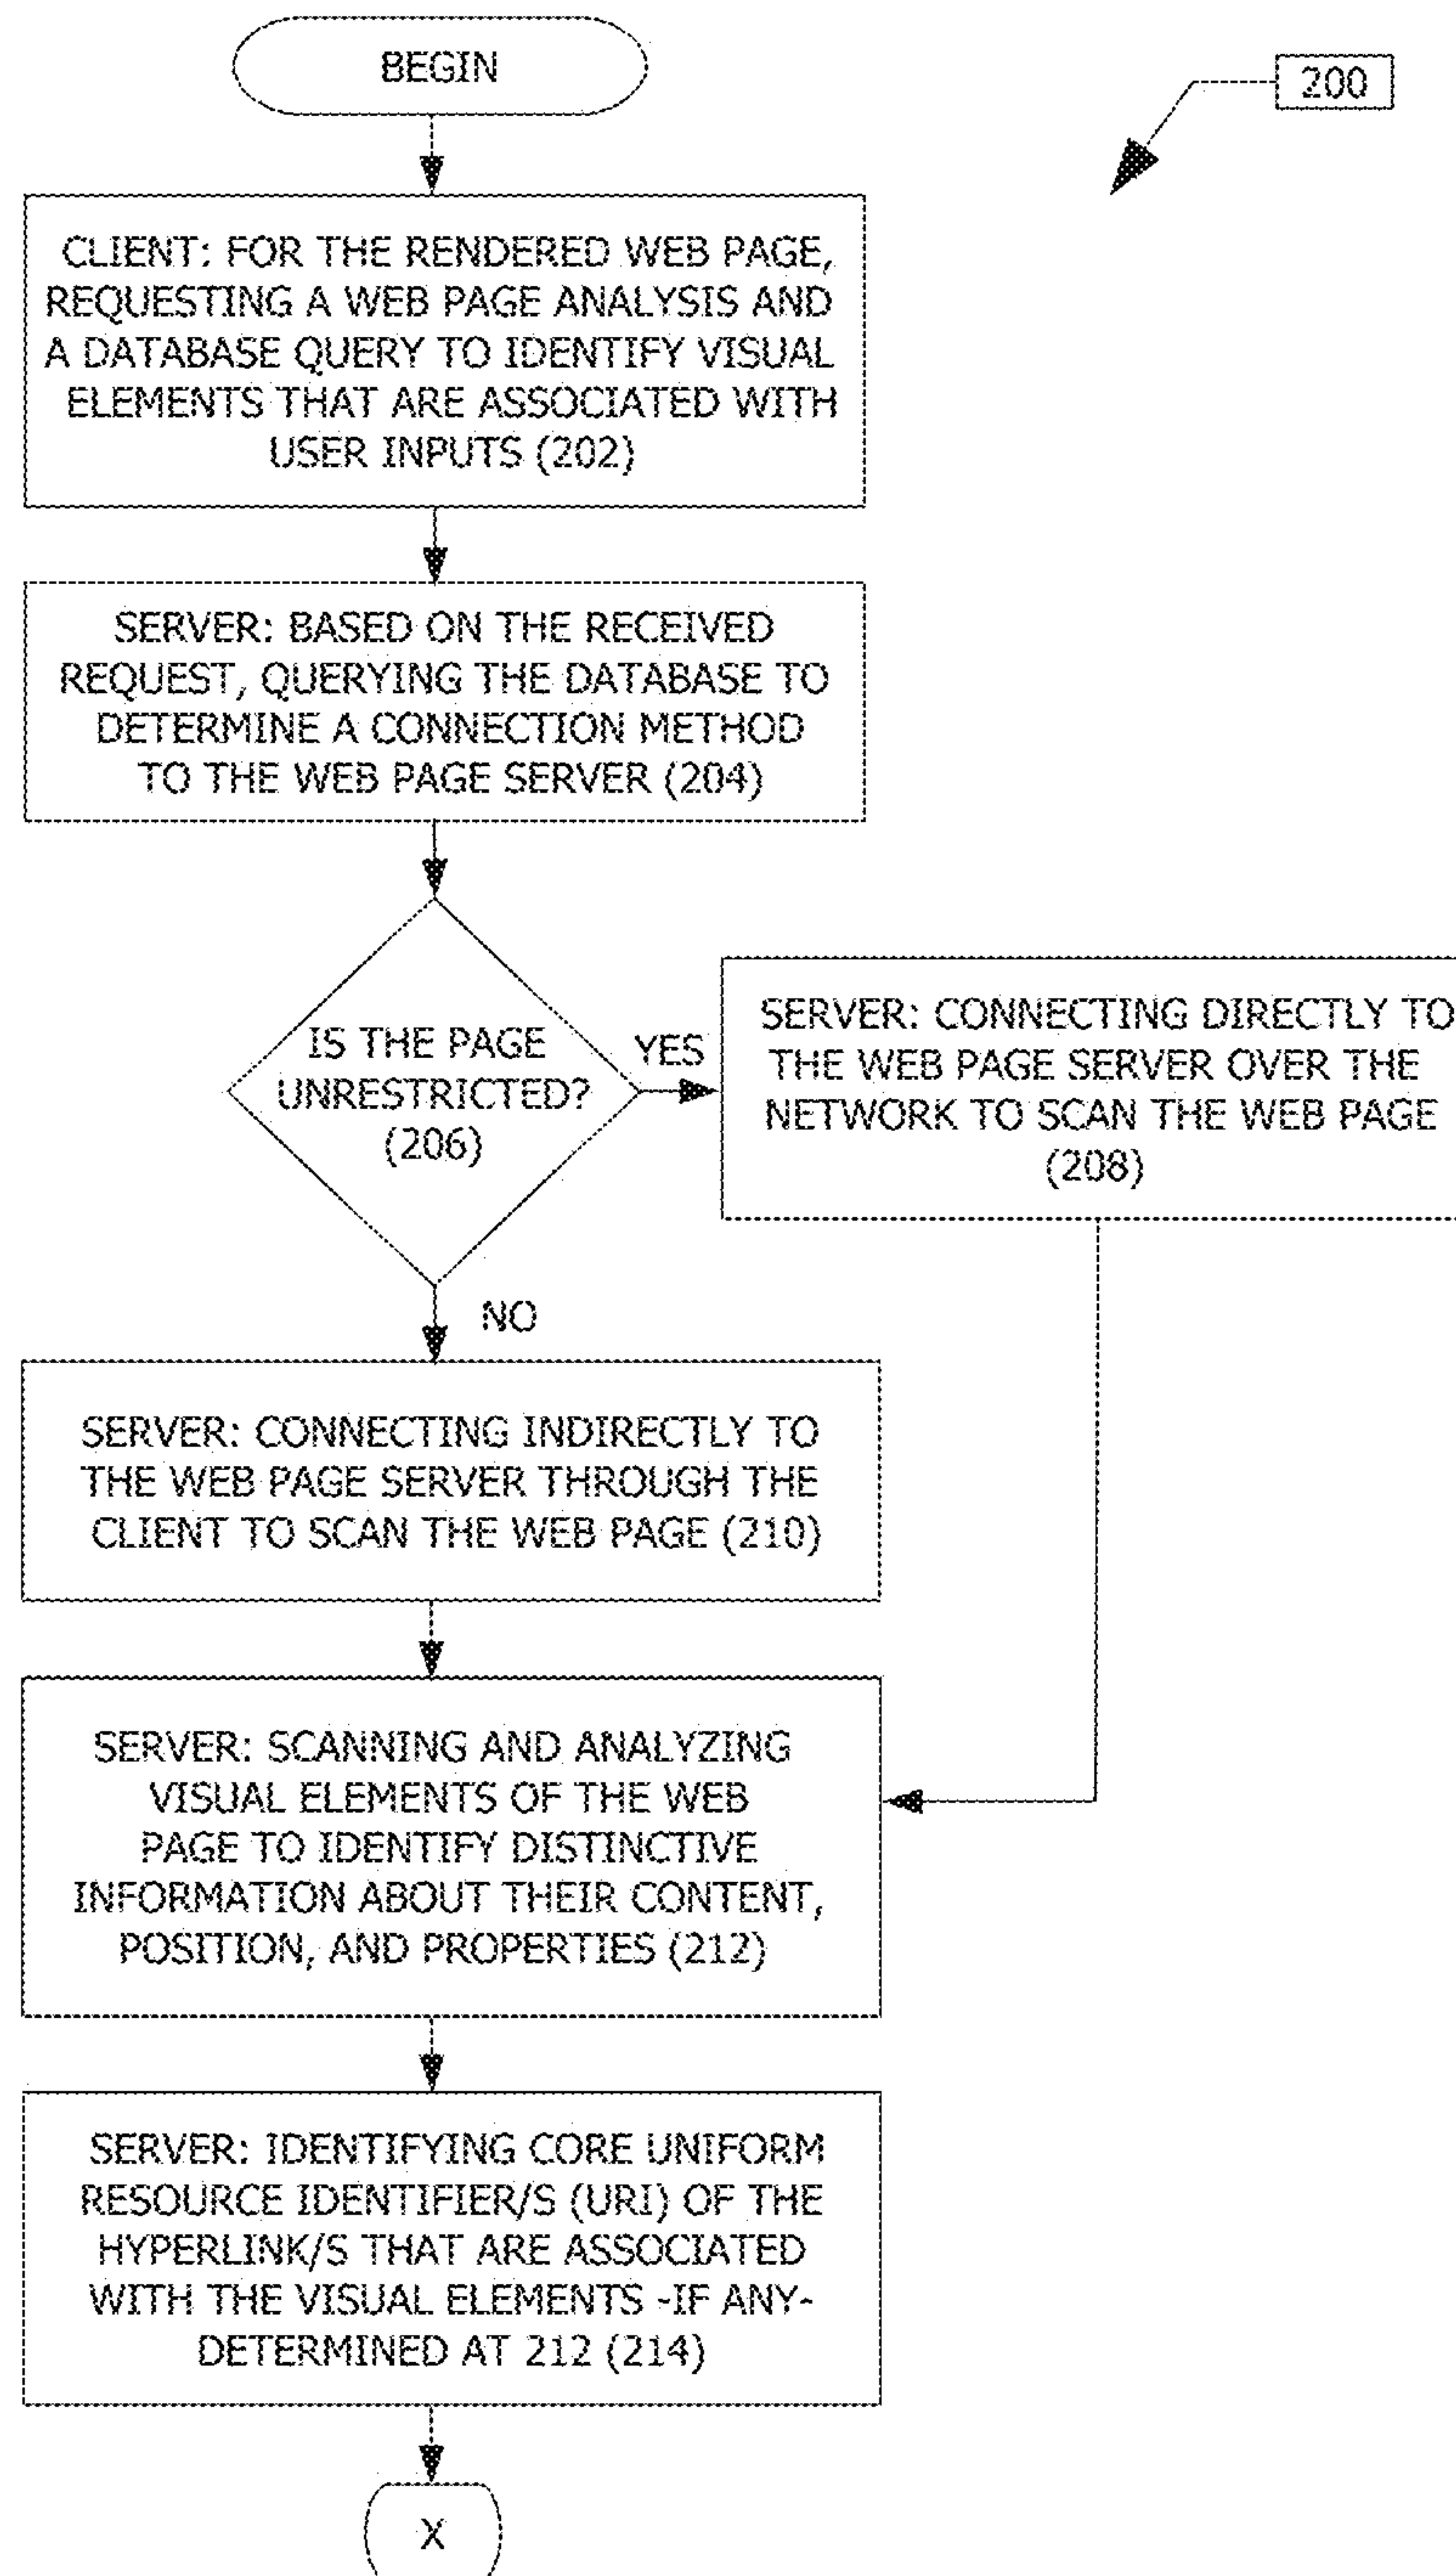 BEGIN
200
CLIENT: FOR THE RENDERED WEB PAGE,
REQUESTING A WEB PAGE ANALYSIS AND
A DATABASE QUERY TO IDENTIFY VISUAL
ELEMENTS THAT ARE ASSOCIATED WITH
USER INPUTS (202)
SERVER: BASED ON THE RECEIVED
REQUEST, QUERYING THE DATABASE TO
DETERMINE A CONNECTION METHOD
TO THE WEB PAGE SERVER (204)
IS THE PAGE
UNRESTRICTED?
(206)
YES
SERVER: CONNECTING DIRECTLY TO
THE WEB PAGE SERVER OVER THE
NETWORK TO SCAN THE WEB PAGE
(208)
NO
SERVER: CONNECTING INDIRECTLY TO
THE WEB PAGE SERVER THROUGH THE
CLIENT TO SCAN THE WEB PAGE (210)
SERVER: SCANNING AND ANALYZING
VISUAL ELEMENTS OF THE WEB
PAGE TO IDENTIFY DISTINCTIVE
INFORMATION ABOUT THEIR CONTENT,
POSITION, AND PROPERTIES (212)
SERVER: IDENTIFYING CORE UNIFORM
RESOURCE IDENTIFIER/S (URI) OF THE
HYPERLINK/S THAT ARE ASSOCIATED
WITH THE VISUAL ELEMENTS -IF ANY-
DETERMINED AT 212 (214)
X